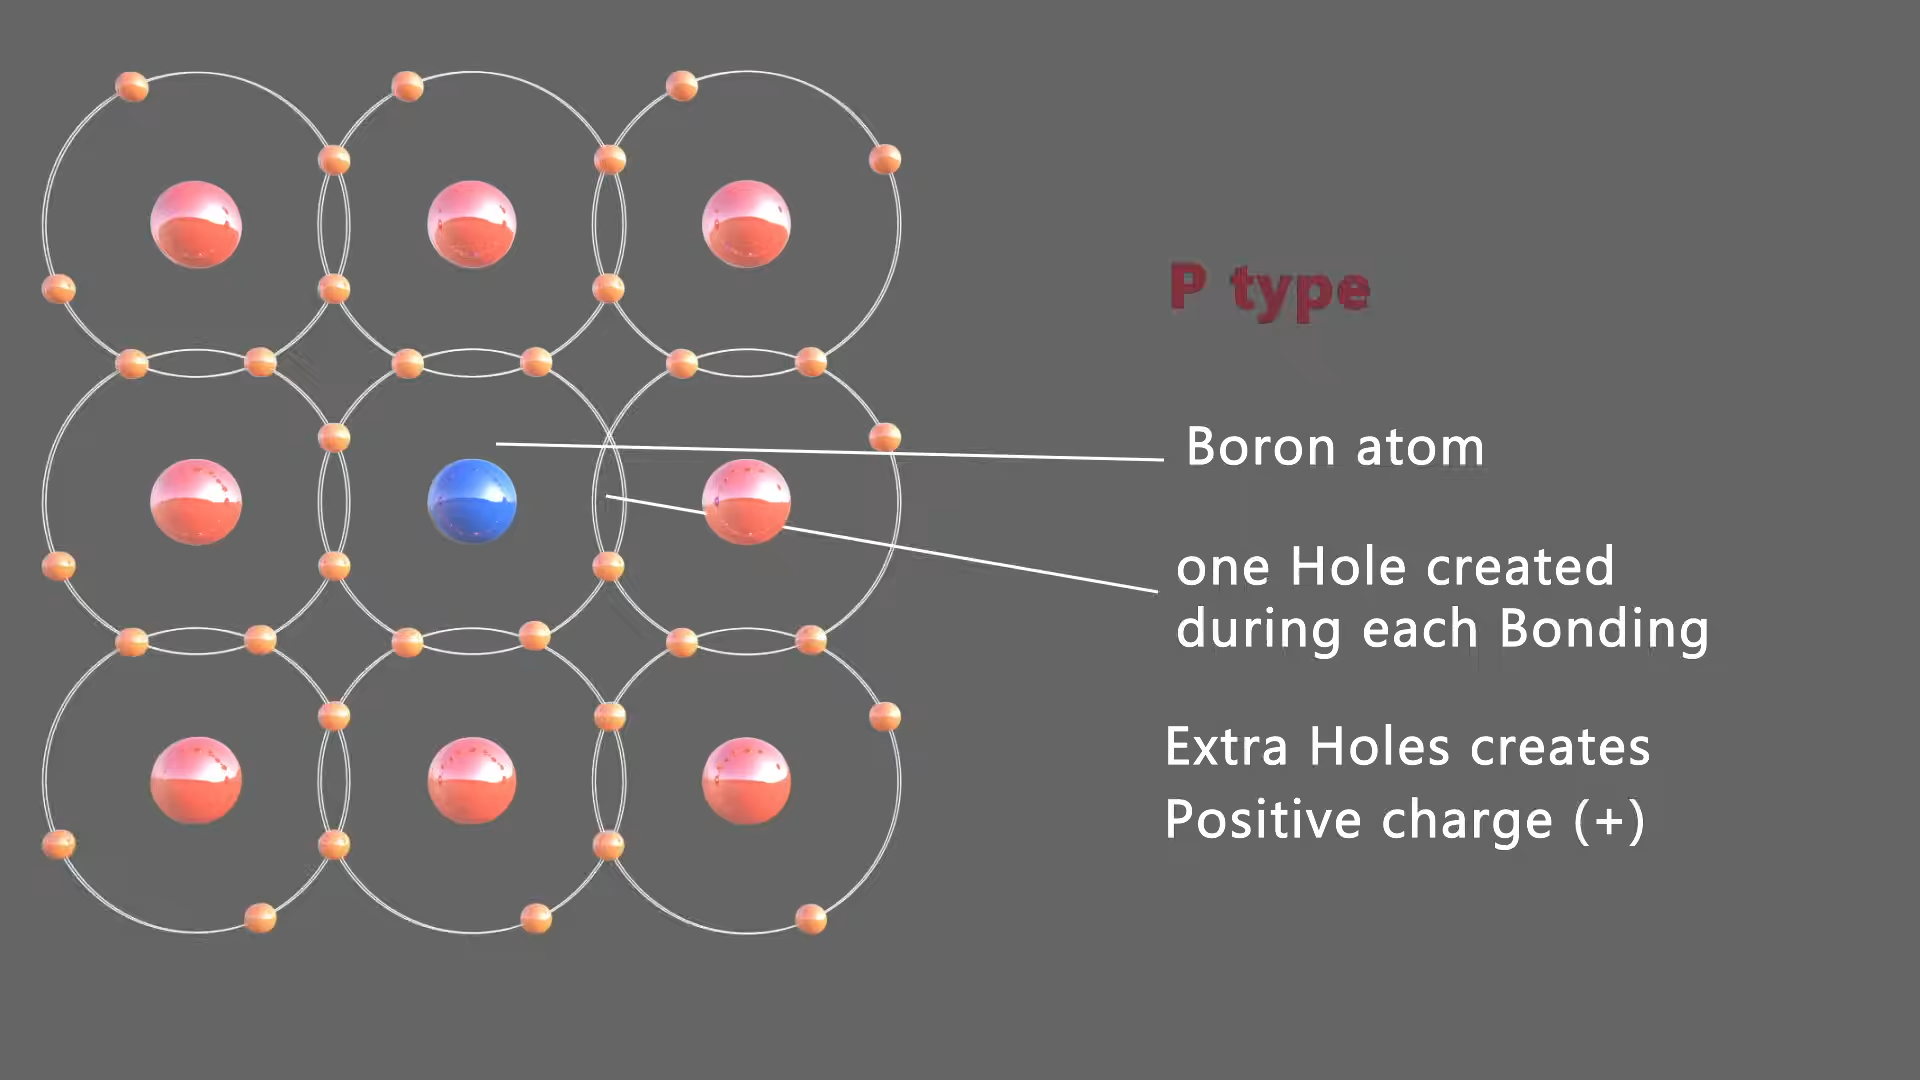 P type
Boron atom
one Hole created
during each Bonding
Extra Holes creates
Positive charge (+)